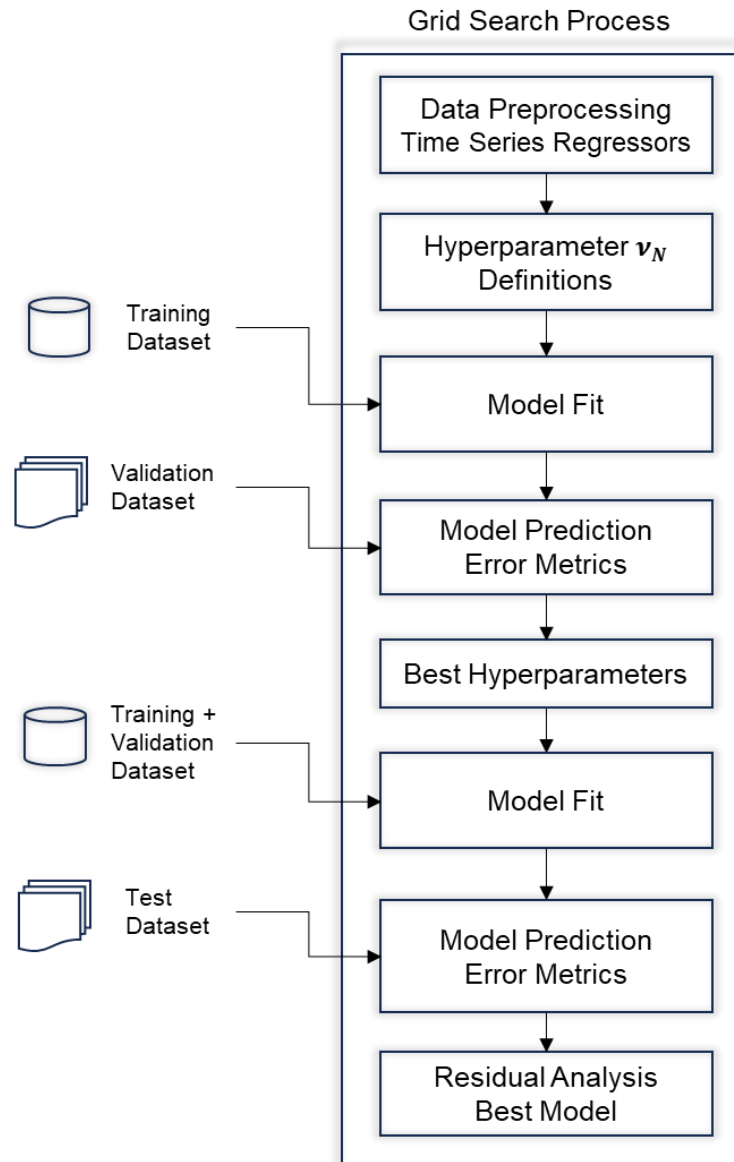 Grid Search Process
Data Preprocessing
Time Series Regressors
Hyperparameter ν_N
Definitions
Training
Dataset
Model Fit
Validation
Dataset
Model Prediction
Error Metrics
Best Hyperparameters
Training +
Validation
Dataset
Model Fit
Test
Dataset
Model Prediction
Error Metrics
Residual Analysis
Best Model